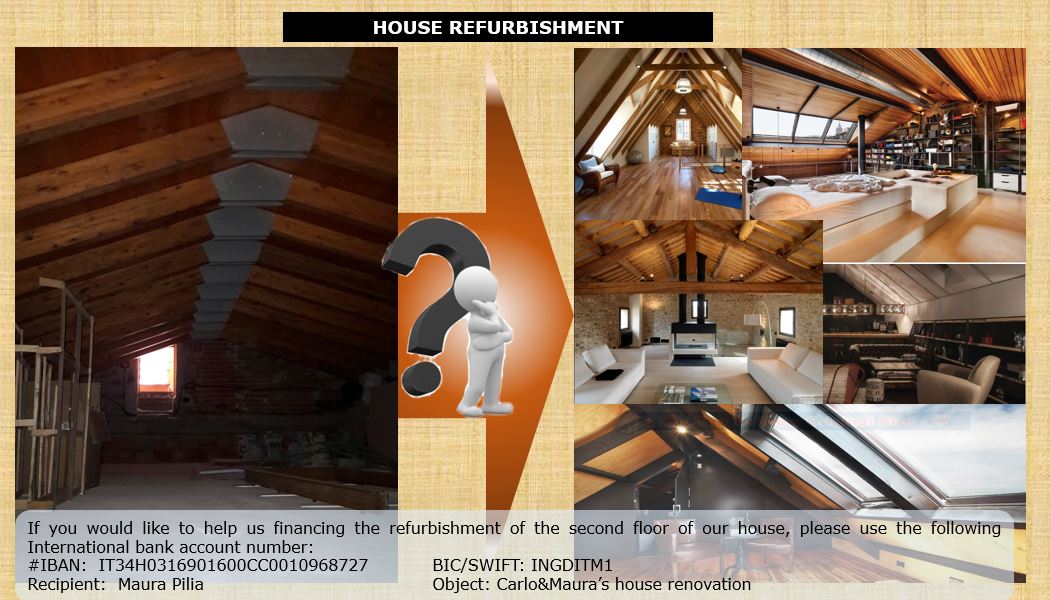 HOUSE REFURBISHMENT
If you would like to help us financing the refurbishment of the second floor of our house, please use the following
International bank account number:
#IBAN: IT34H0316901600CC0010968727 BIC/SWIFT: INGDITM1
Recipient: Maura Pilia Object: Carlo&Maura’s house renovation